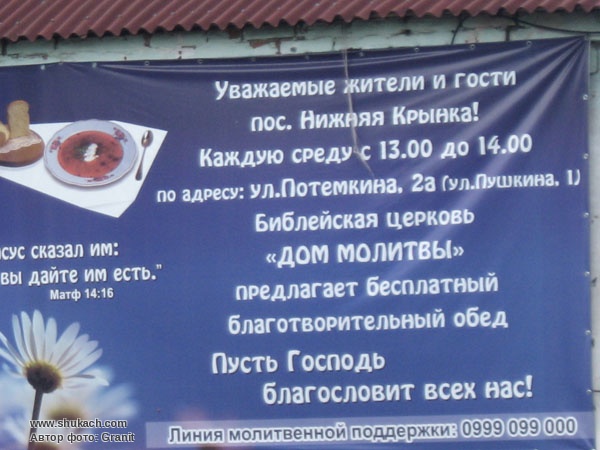 Уважаемые жители и гости
пос. Нижняя Крынка!
Каждую среду с 13.00 до 14.00
по адресу: ул.Потемкина, 2а (ул.Пушкина, 1)
Библейская церковь
«ДОМ МОЛИТВЫ»
предлагает бесплатный
благотворительный обед
Пусть Господь
благословит всех нас!
Линия молитвенной поддержки: 0999 099 000
сус сказал им:
вы дайте им есть."
Матф 14:16
www.shukach.com
Автор фото: Granit